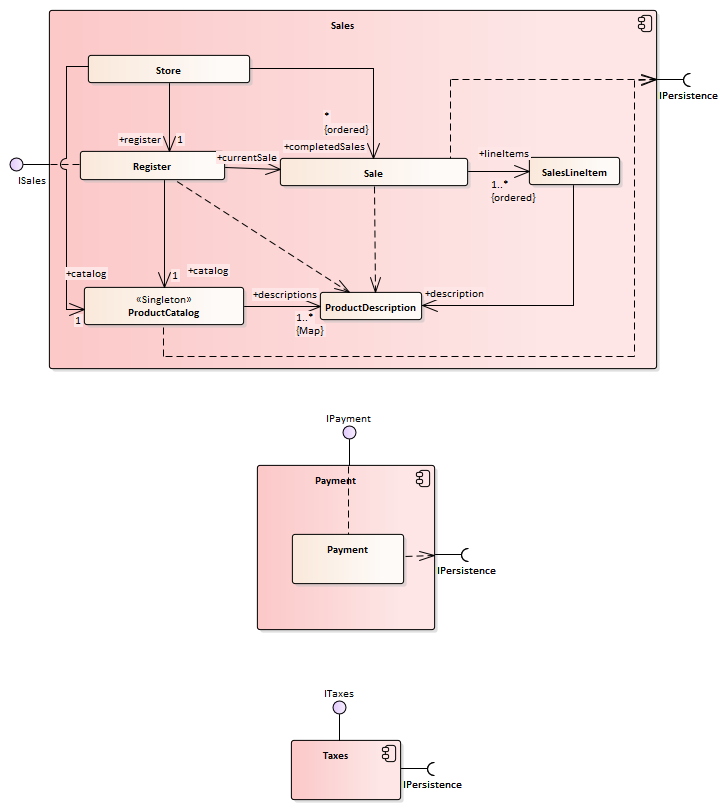 Sales
Store
IPersistence
*
{ordered}
+register
1
+completedSales
+currentSale
+lineItems
Register
Sale
SalesLineItem
ISales
1..*
{ordered}
+catalog
1
+catalog
«Singleton»
ProductCatalog
1
+descriptions
1..*
{Map}
ProductDescription
+description
IPayment
Payment
Payment
IPersistence
ITaxes
Taxes
IPersistence